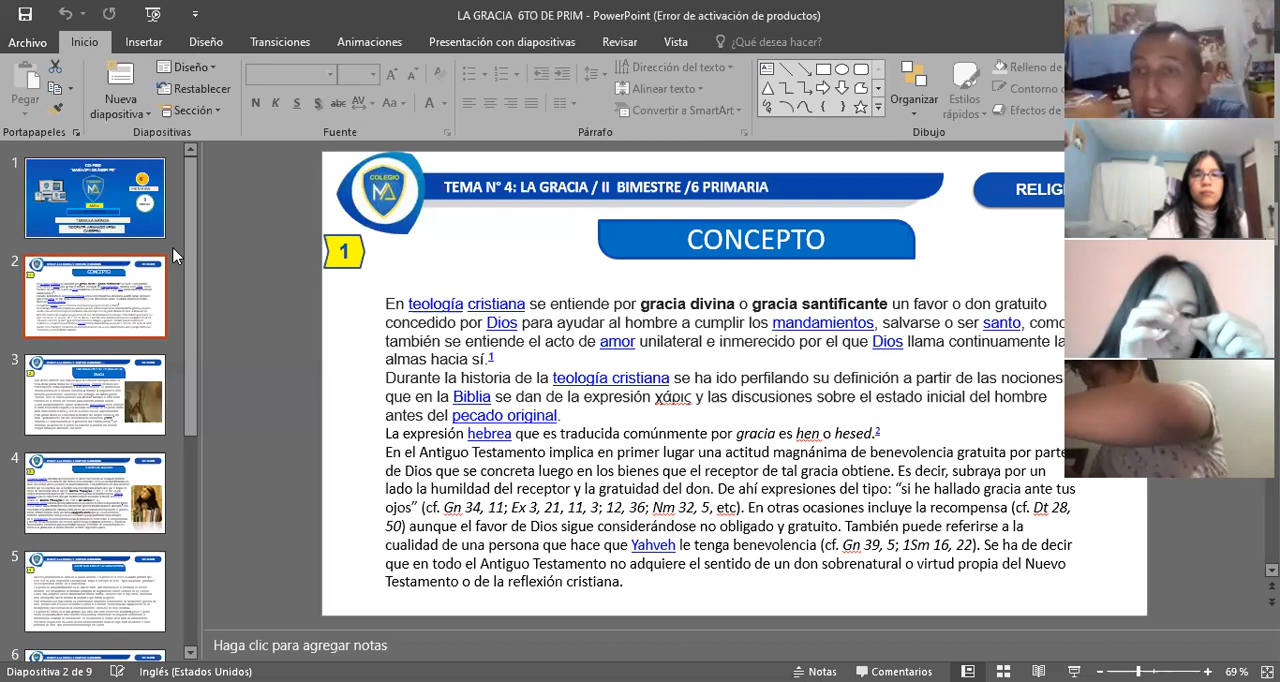 LA GRACIA 6TO DE PRIM - PowerPoint (Error de activación de productos)
Archivo Inicio Insertar Diseño Transiciones Animaciones Presentación con diapositivas Revisar Vista ¿Qué desea hacer?
Pegar
Nueva diapositiva
Diseño
Restablecer
Sección
N K S S abc AV Aa A
Dirección del texto
Alinear texto
Convertir a SmartArt
Organizar
Estilos rápidos
Relleno de
Contorno
Efectos de
Portapapeles Diapositivas Fuente Párrafo Dibujo
1
2
3
4
5
6
COLEGIO
MA
TEMA N° 4: LA GRACIA / II BIMESTRE /6 PRIMARIA
RELIG
CONCEPTO
1
En teología cristiana se entiende por gracia divina o gracia santificante un favor o don gratuito
concedido por Dios para ayudar al hombre a cumplir los mandamientos, salvarse o ser santo, como
también se entiende el acto de amor unilateral e inmerecido por el que Dios llama continuamente la
almas hacia sí.1
Durante la historia de la teología cristiana se ha ido su definición a partir de las nociones
que en la Biblia se dan de la expresión χάρις y las discusiones sobre el estado inicial del hombre
antes del pecado original.
La expresión hebrea que es traducida comúnmente por gracia es o hesed.2
En el Antiguo Testamento implica en primer lugar una actitud magnánima de benevolencia gratuita por parte
de Dios que se concreta luego en los bienes que el receptor de tal gracia obtiene. Es decir, subraya por un
lado la humildad del receptor y la gratuidad del don. De ahí expresiones del tipo: "si he hallado gracia ante tus
ojos" (cf. Gn 34, 11, Ex 3, 21, 11, 3; 12, 36; Nm 32, 5, etc). Estas alusiones incluye la recompensa (cf. Dt 28,
50) aunque el favor de Dios sigue considerándose no obligado y gratuito. También puede referirse a la
cualidad de una persona que hace que Yahveh le tenga benevolencia (cf. Gn 39, 5; 1Sm 16, 22). Se ha de decir
que en todo el Antiguo Testamento no adquiere el sentido de un don sobrenatural o virtud propia del Nuevo
Testamento o del cristianismo.
Haga clic para agregar notas
Diapositiva 2 de 9 Inglés (Estados Unidos) Notas Comentarios 69 %